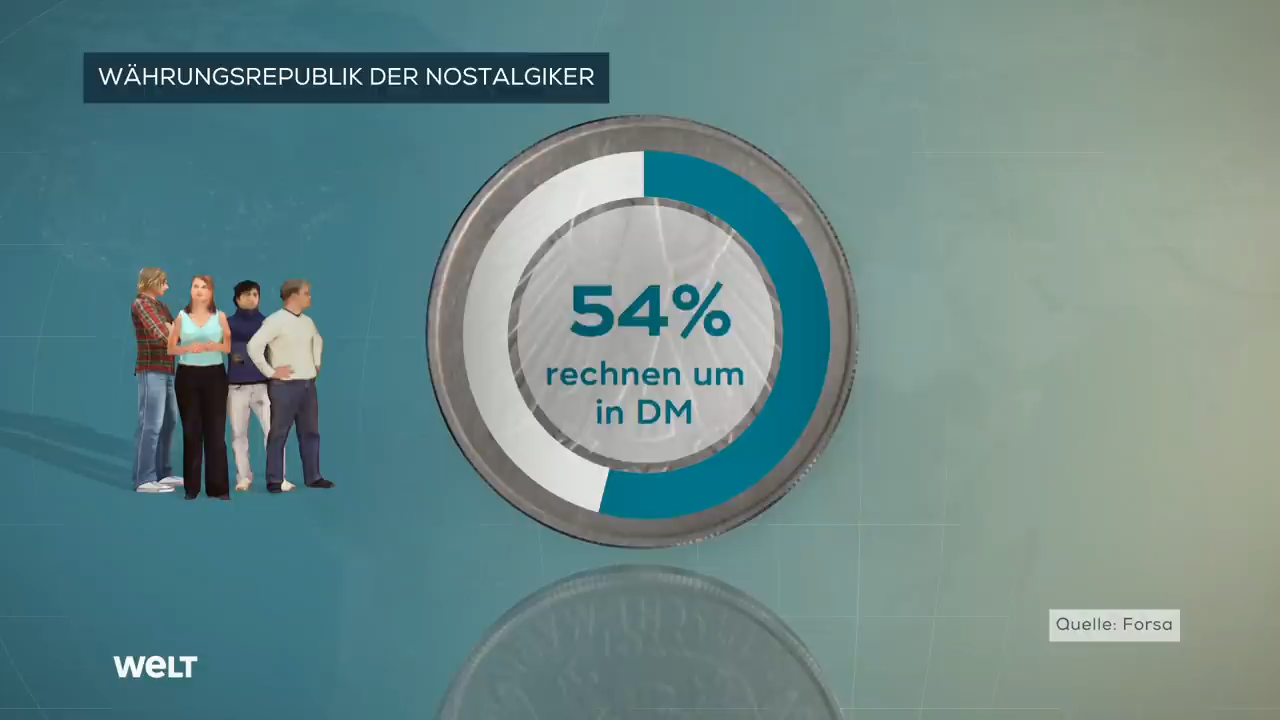 WÄHRUNGSREPUBLIK DER NOSTALGIKER
54%
rechnen um
in DM
Quelle: Forsa
WELT